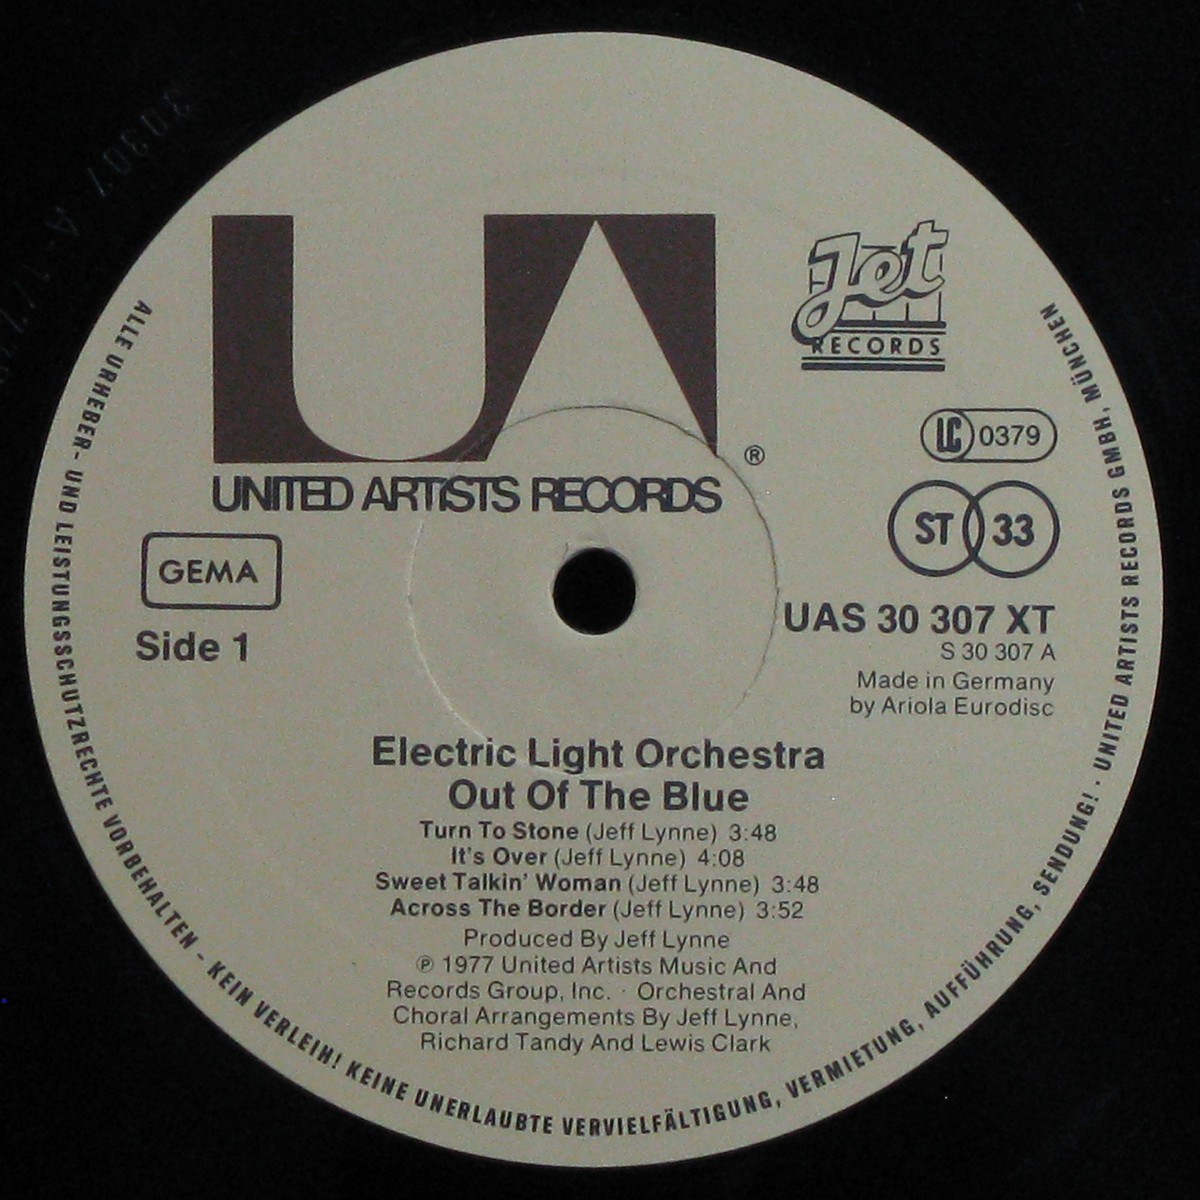 UA
Jet
RECORDS
®
UNITED ARTISTS RECORDS
LC 0379
ST 33
GEMA
Side 1
UAS 30 307 XT
S 30 307 A
Made in Germany
by Ariola Eurodisc
Electric Light Orchestra
Out Of The Blue
Turn To Stone (Jeff Lynne) 3:48
It's Over (Jeff Lynne) 4:08
Sweet Talkin' Woman (Jeff Lynne) 3:48
Across The Border (Jeff Lynne) 3:52
Produced By Jeff Lynne
℗ 1977 United Artists Music And
Records Group, Inc. · Orchestral And
Choral Arrangements By Jeff Lynne,
Richard Tandy And Lewis Clark
ALLE URHEBER- UND LEISTUNGSSCHUTZRECHTE VORBEHALTEN - KEIN VERLEIH! KEINE UNERLAUBTE VERVIELFÄLTIGUNG, VERMIETUNG, AUFFÜHRUNG, SENDUNG! · UNITED ARTISTS RECORDS GMBH, MÜNCHEN
30307 A